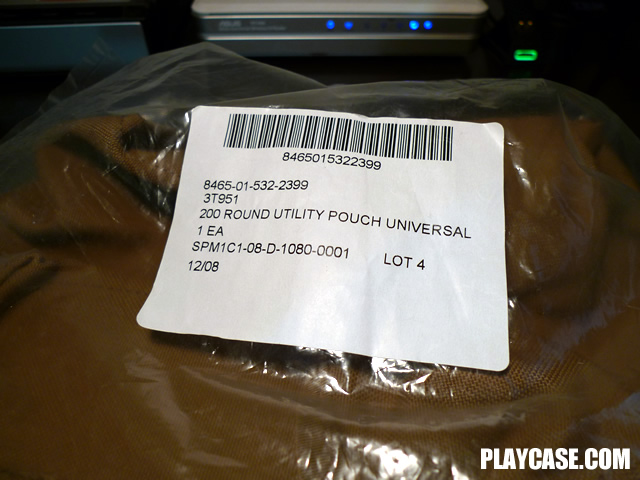 ASUS
8465015322399
8465-01-532-2399
3T951
200 ROUND UTILITY POUCH UNIVERSAL
1 EA
SPM1C1-08-D-1080-0001
LOT 4
12/08
PLAYCASE.COM